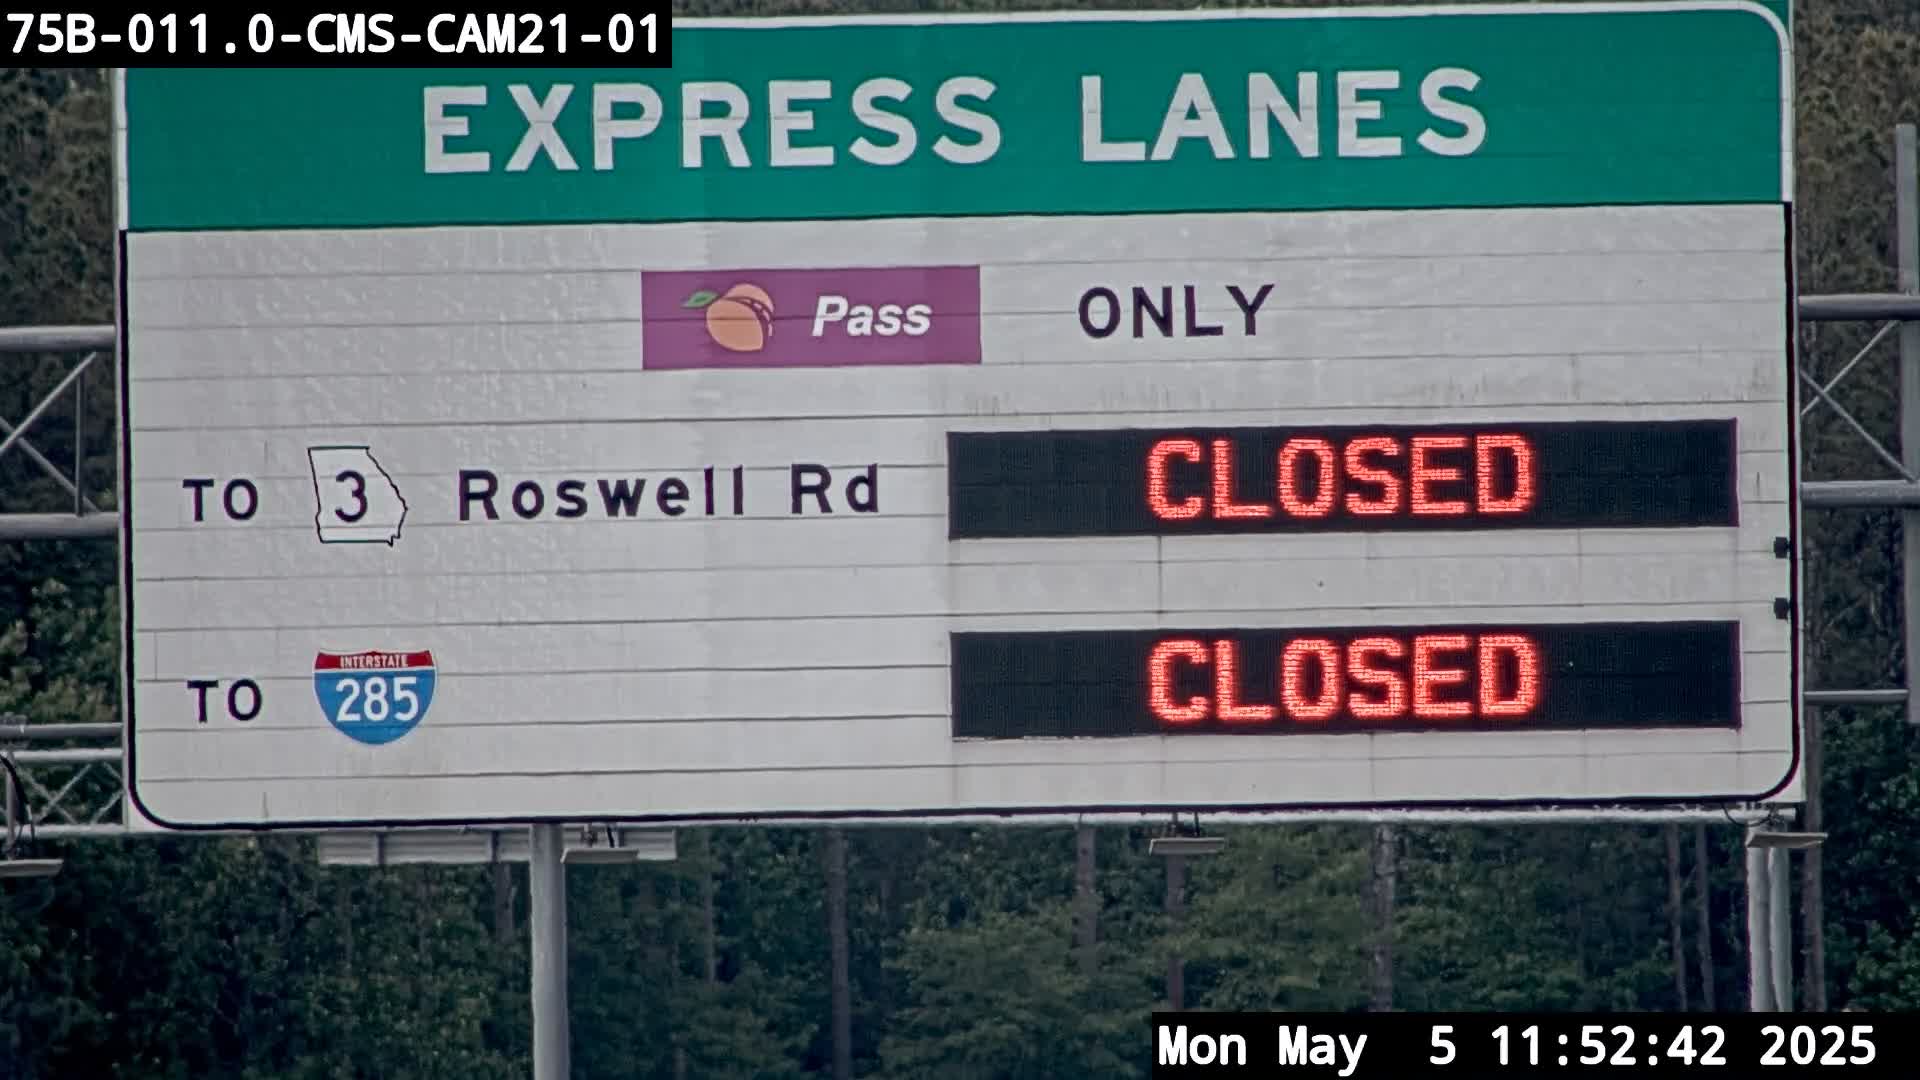 75B-011.0-CMS-CAM21-01
EXPRESS LANES
Pass ONLY
TO 3 Roswell Rd CLOSED
INTERSTATE
TO 285 CLOSED
Mon May 5 11:52:42 2025